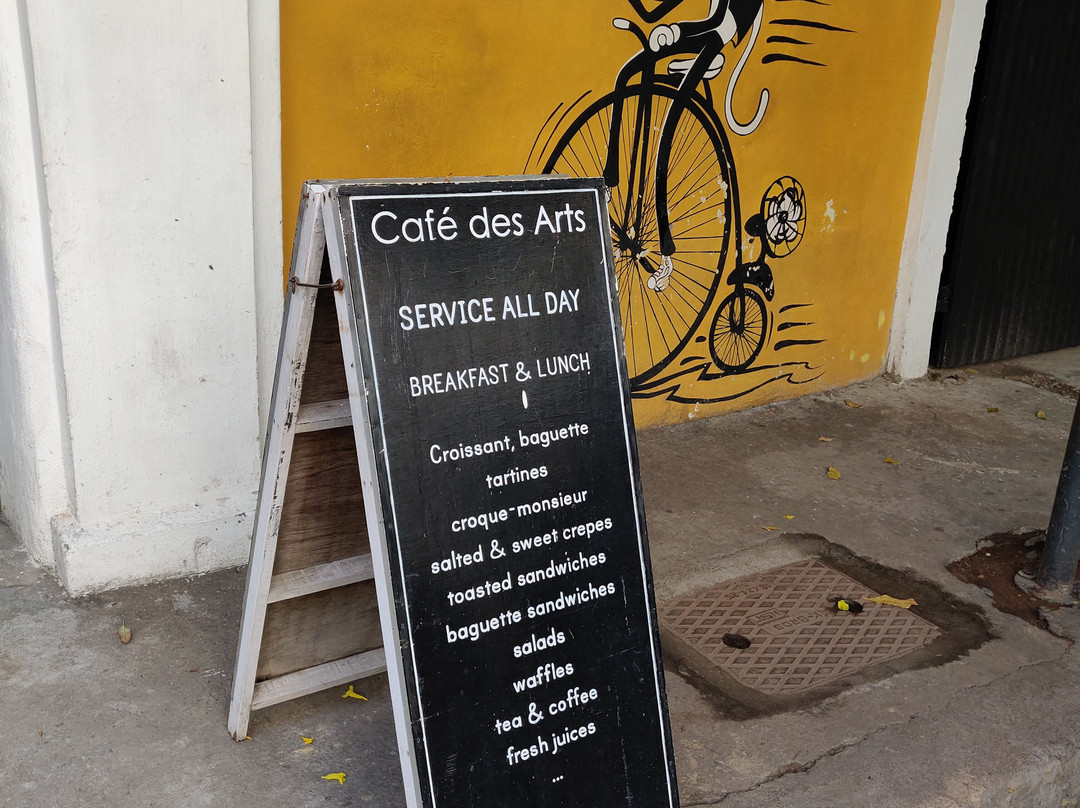 Café des Arts
SERVICE ALL DAY
BREAKFAST & LUNCH
Croissant, baguette
tartines
croque-monsieur
salted & sweet crepes
toasted sandwiches
baguette sandwiches
salads
waffles
tea & coffee
fresh juices
...